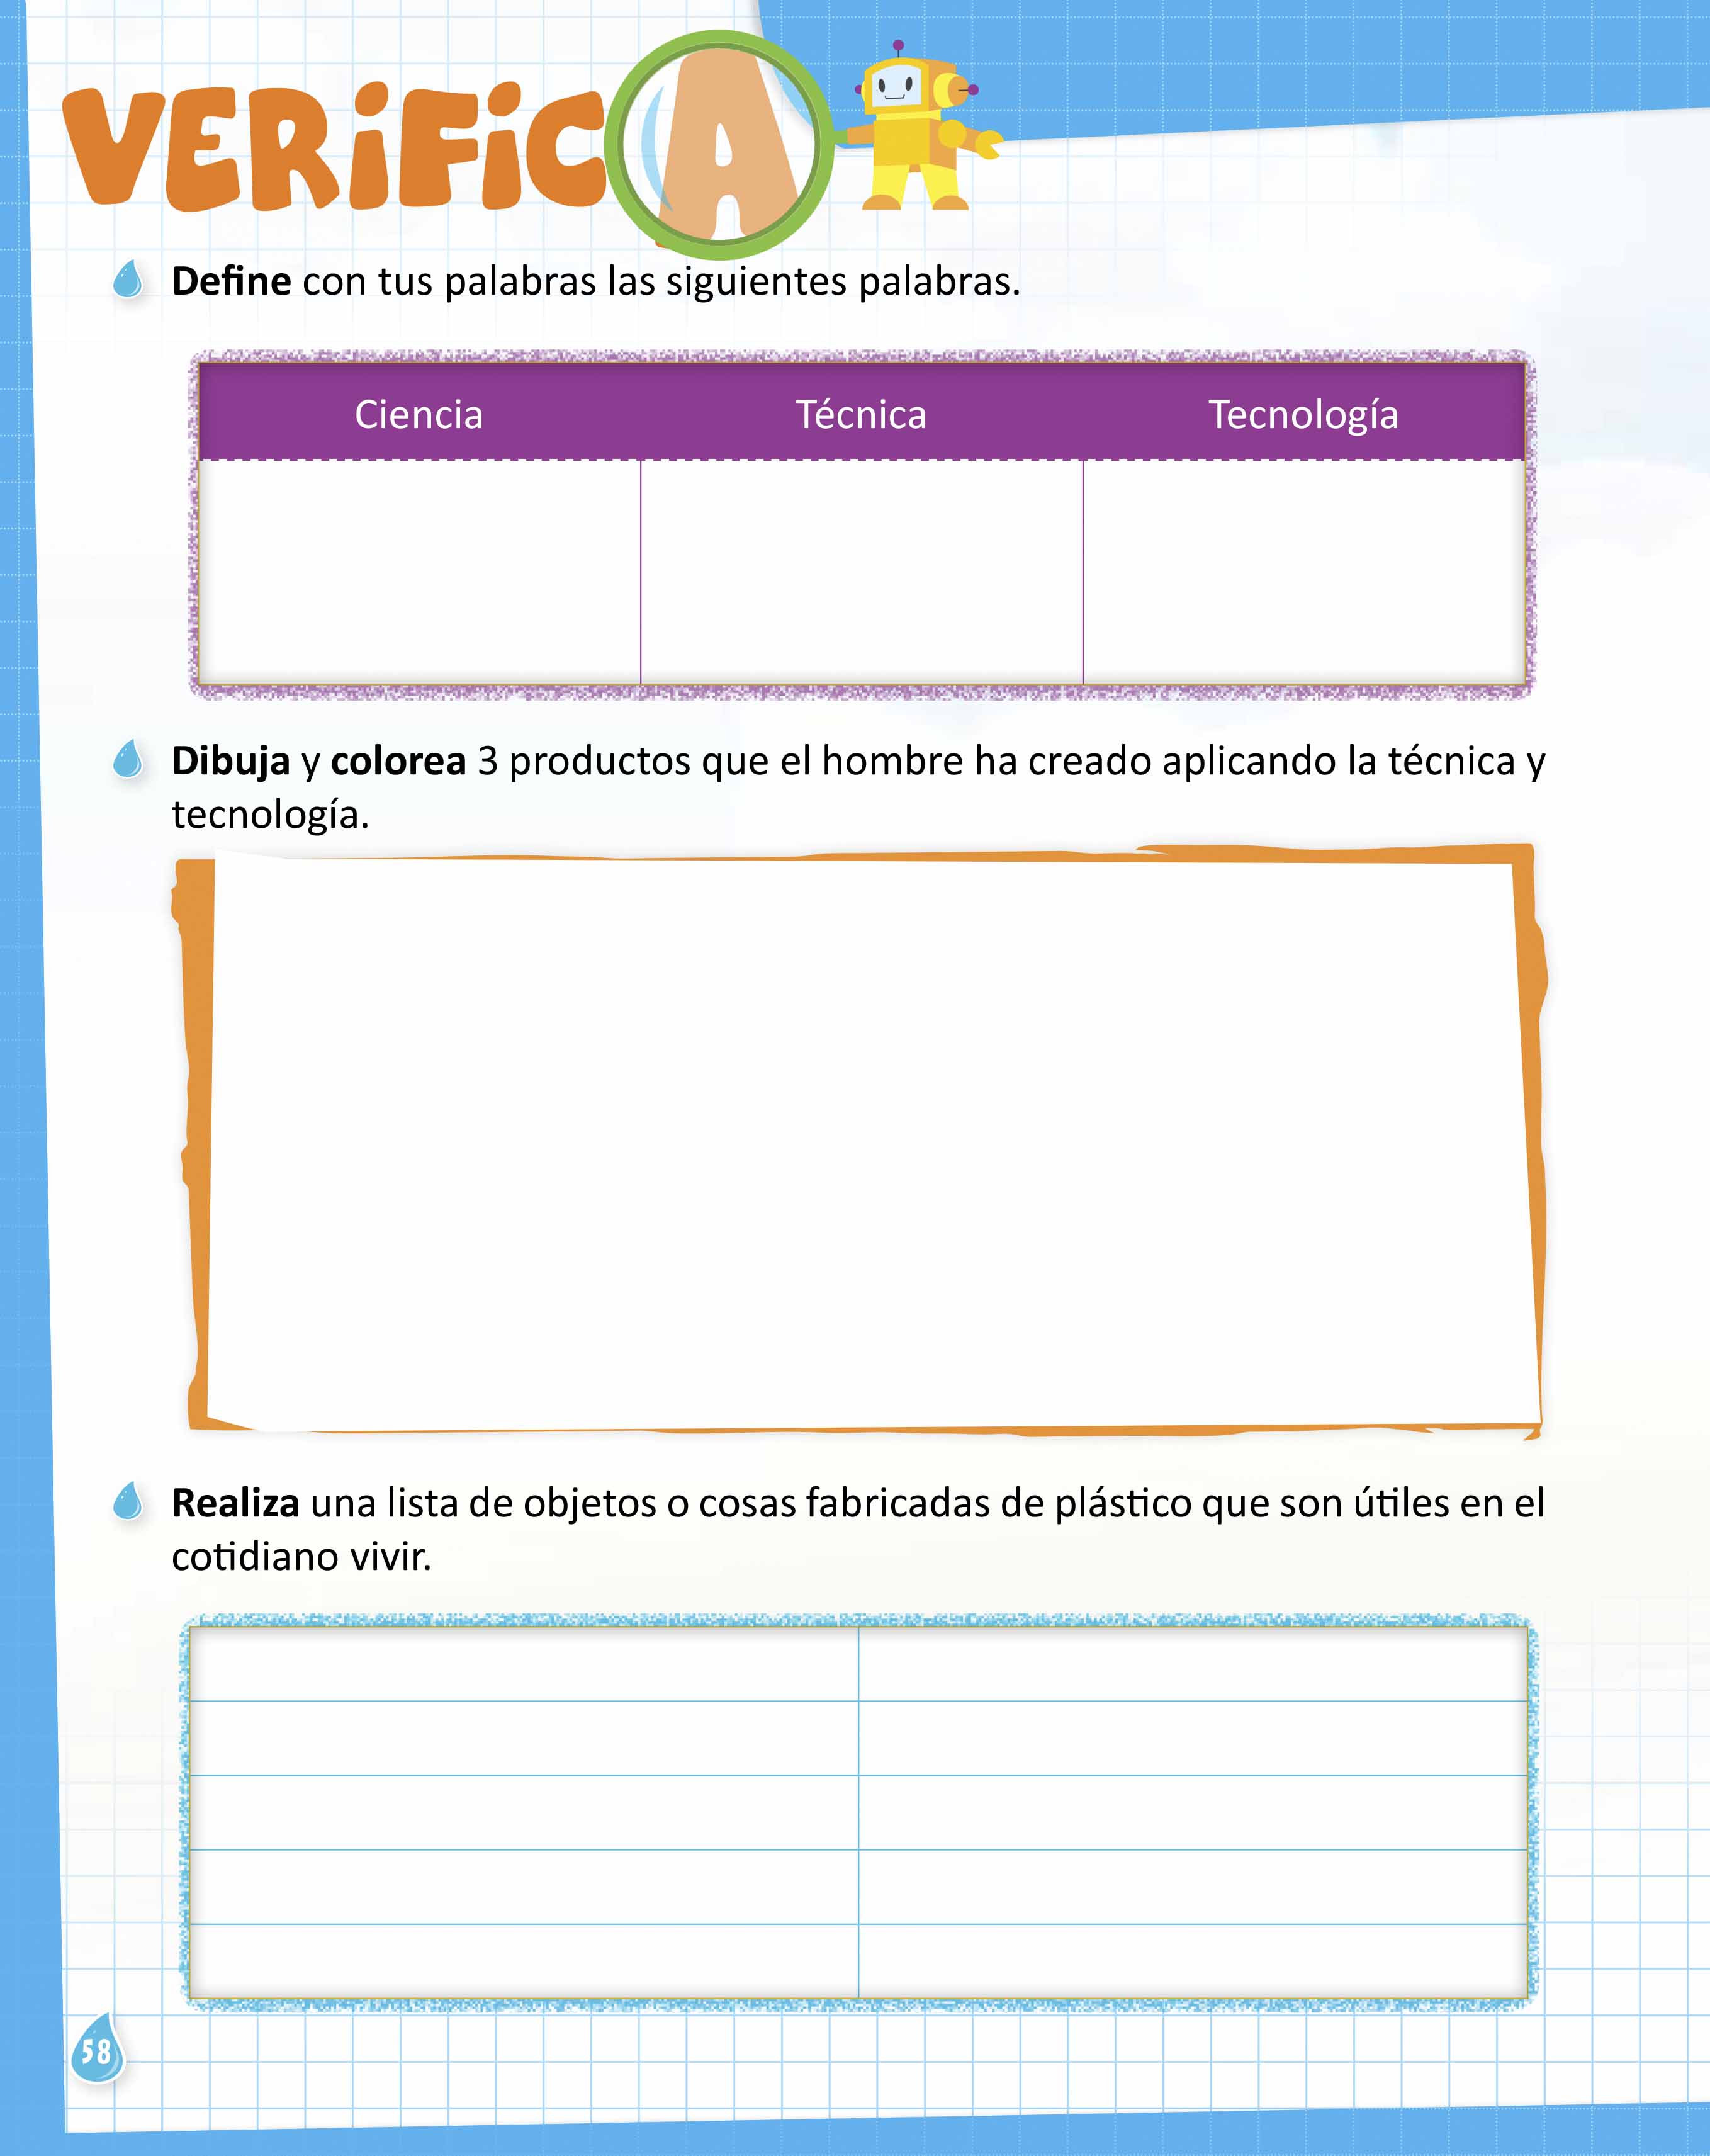 VERiFiCA
Define con tus palabras las siguientes palabras.
Ciencia Técnica Tecnología
Dibuja y colorea 3 productos que el hombre ha creado aplicando la técnica y
tecnología.
Realiza una lista de objetos o cosas fabricadas de plástico que son útiles en el
cotidiano vivir.
58